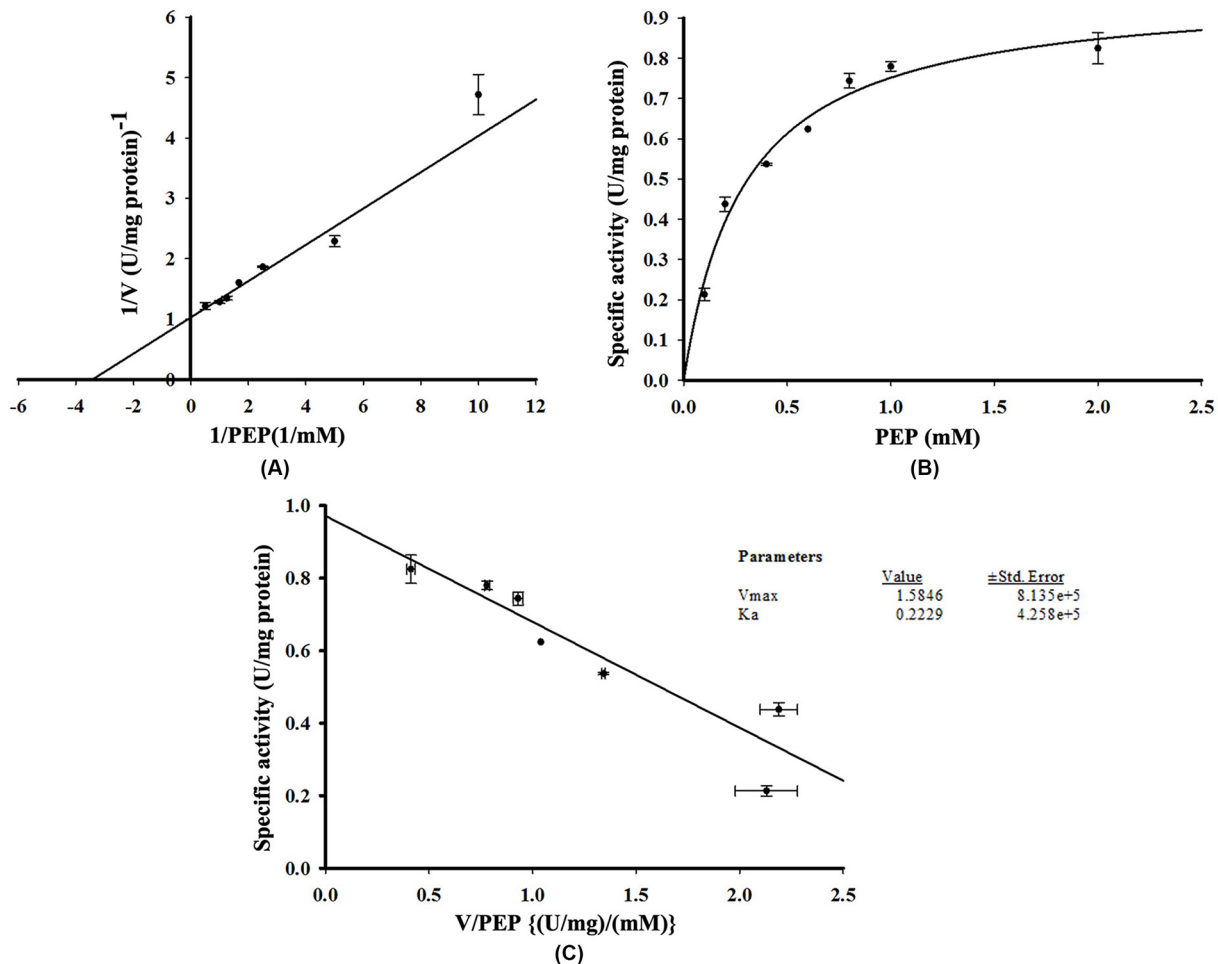 6
5
4
3
2
1
0
1/V (U/mg protein)-1
-6 -4 -2 0 2 4 6 8 10 12
1/PEP(1/mM)
(A)
0.9
0.8
0.7
0.6
0.5
0.4
0.3
0.2
0.1
0.0
Specific activity (U/mg protein)
0.0 0.5 1.0 1.5 2.0 2.5
PEP (mM)
(B)
1.0
0.8
0.6
0.4
0.2
0.0
Specific activity (U/mg protein)
0.0 0.5 1.0 1.5 2.0 2.5
V/PEP {(U/mg)/(mM)}
(C)
Parameters
Value ±Std. Error
Vmax 1.5846 8.135e+5
Ka 0.2229 4.258e+5